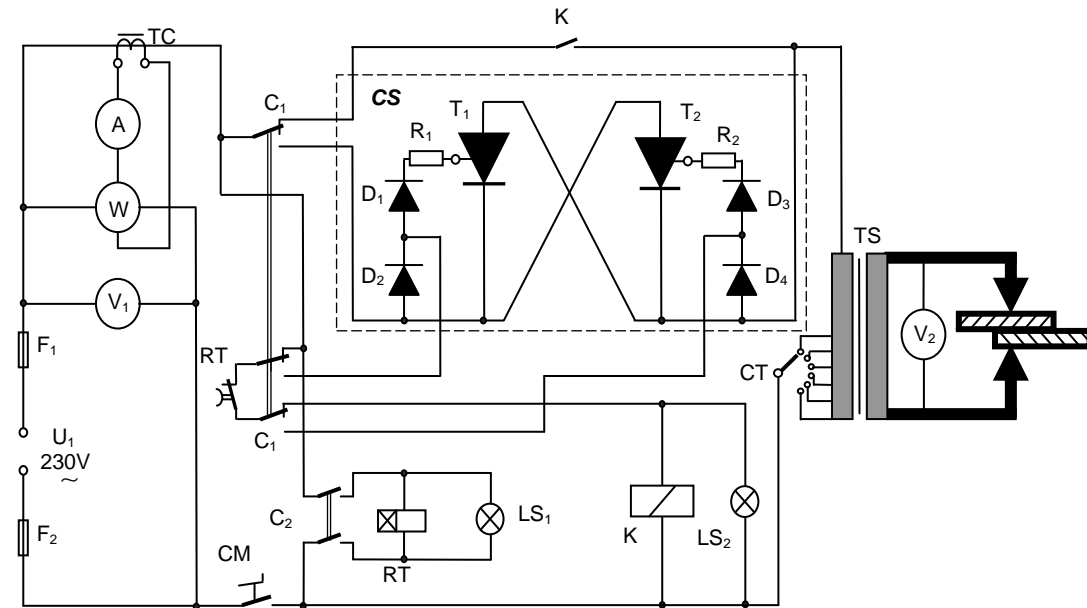 K
TC
CS
C₁
T₁
T₂
A
R₁
R₂
D₁
D₃
W
TS
D₂
D₄
V₁
V₂
F₁
RT
CT
C₁
U₁
230V
~
C₂
LS₁
F₂
K
LS₂
CM
RT